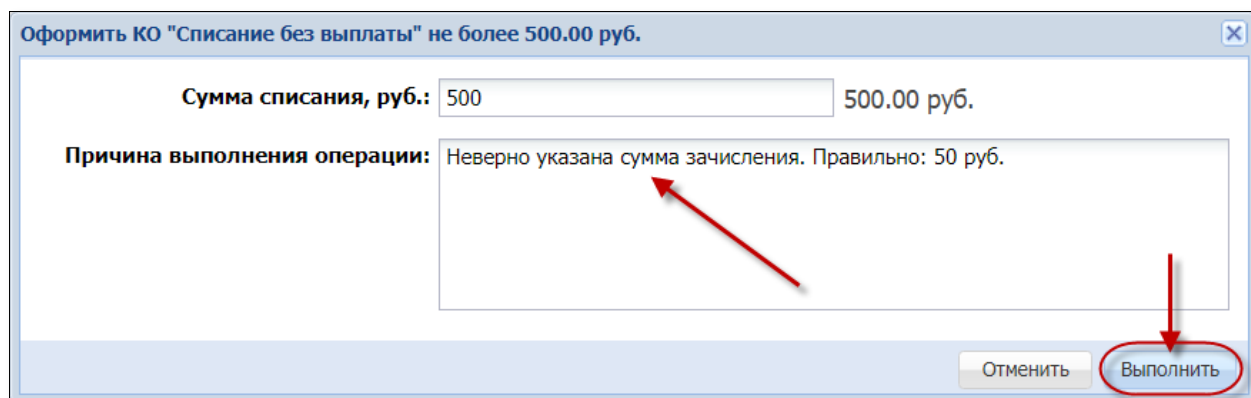 Оформить КО "Списание без выплаты" не более 500.00 руб.
Сумма списания, руб.: 500 500.00 руб.
Причина выполнения операции: Неверно указана сумма зачисления. Правильно: 50 руб.
Отменить Выполнить